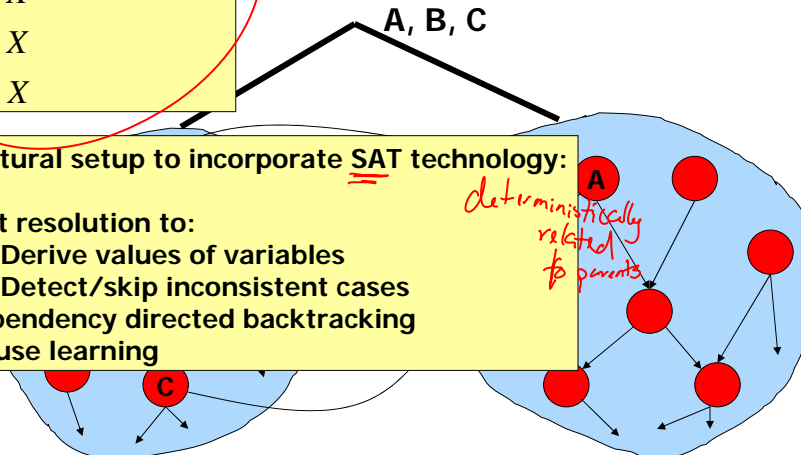 X
X
X
A, B, C
tural setup to incorporate SAT technology:
t resolution to:
Derive values of variables
Detect/skip inconsistent cases
pendency directed backtracking
use learning
A
deterministically
related
to parents
C